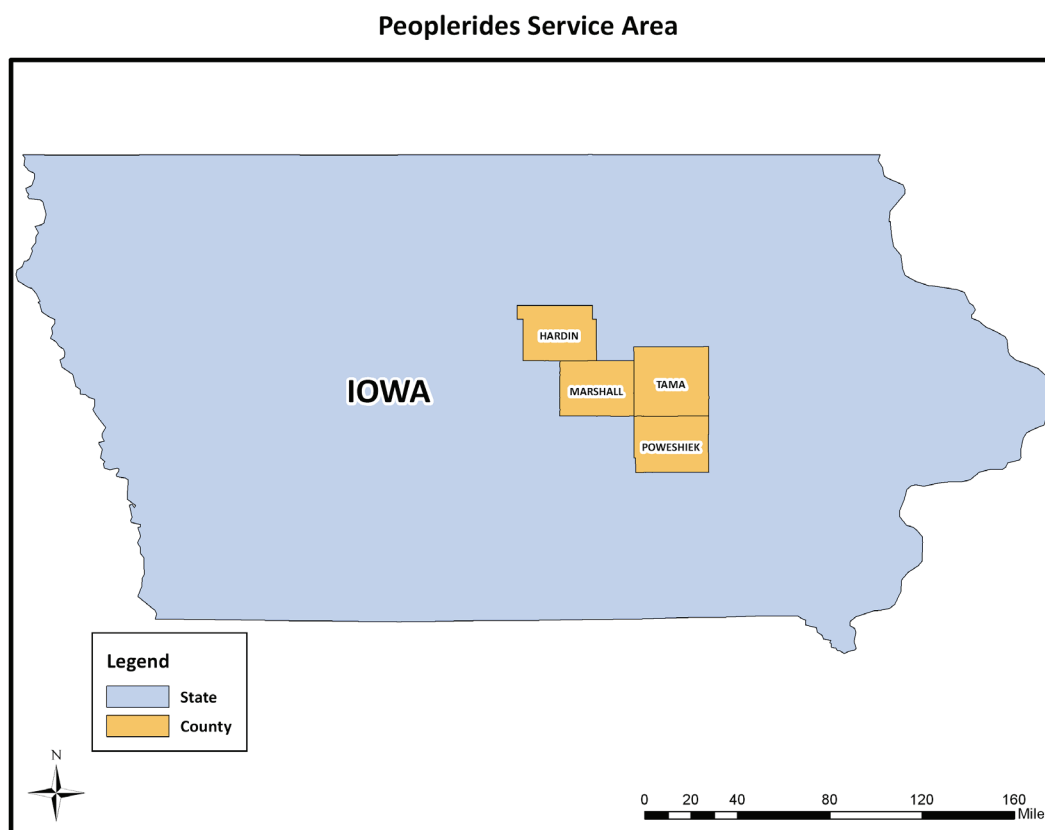 Peoplerides Service Area
HARDIN
MARSHALL
TAMA
IOWA
POWESHIEK
Legend
State
County
N
0 20 40 80 120 160
Mile